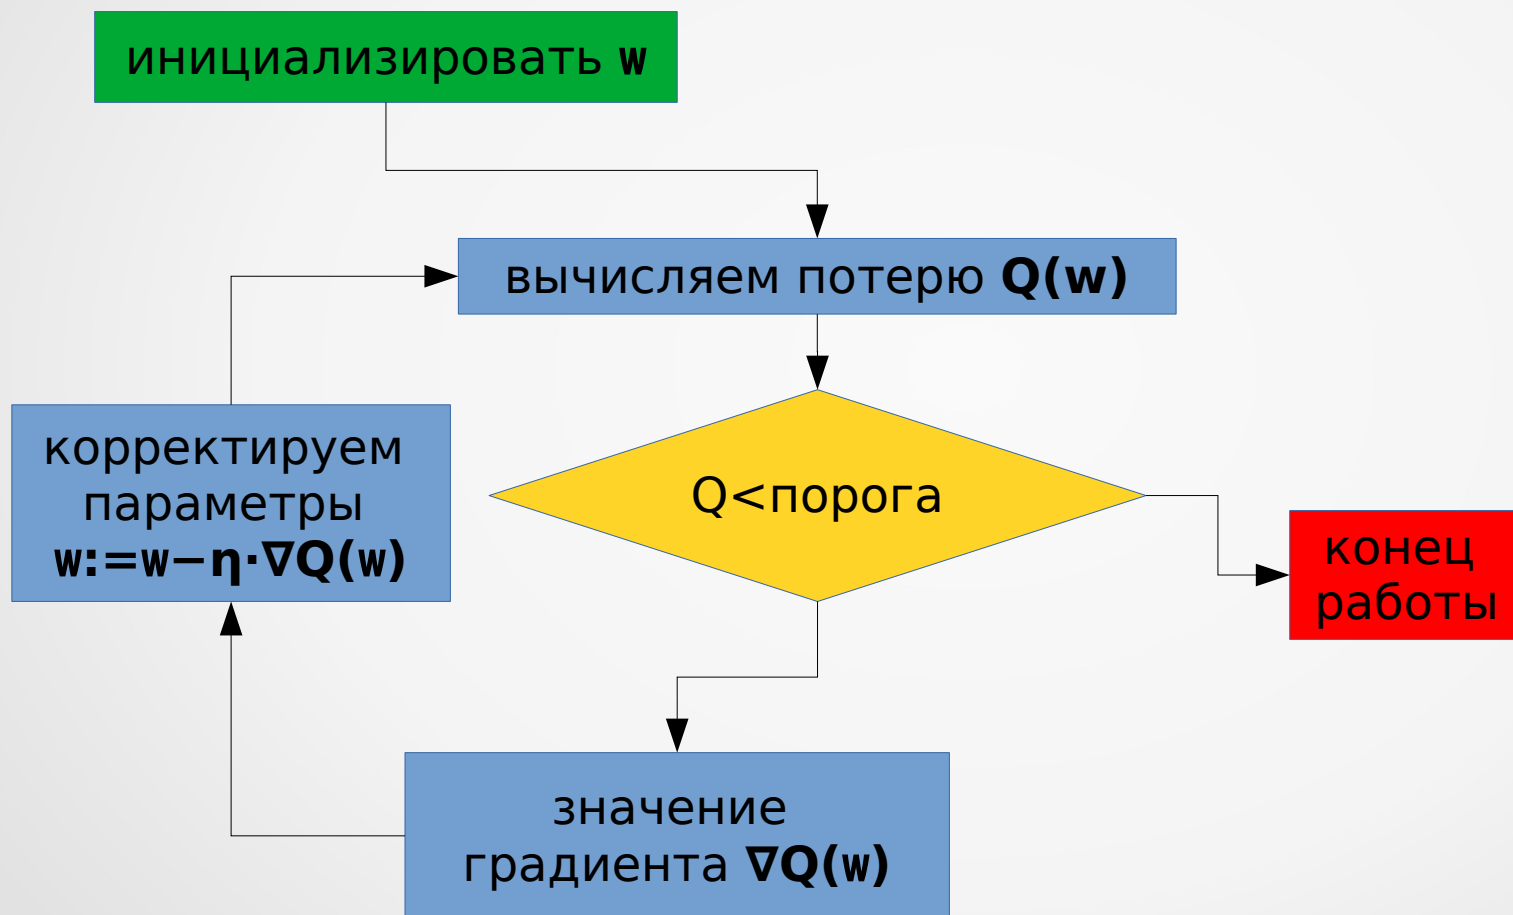 инициализировать w
вычисляем потерю Q(w)
корректируем
параметры
w:=w−η·∇Q(w)
Q<порога
конец
работы
значение
градиента ∇Q(w)